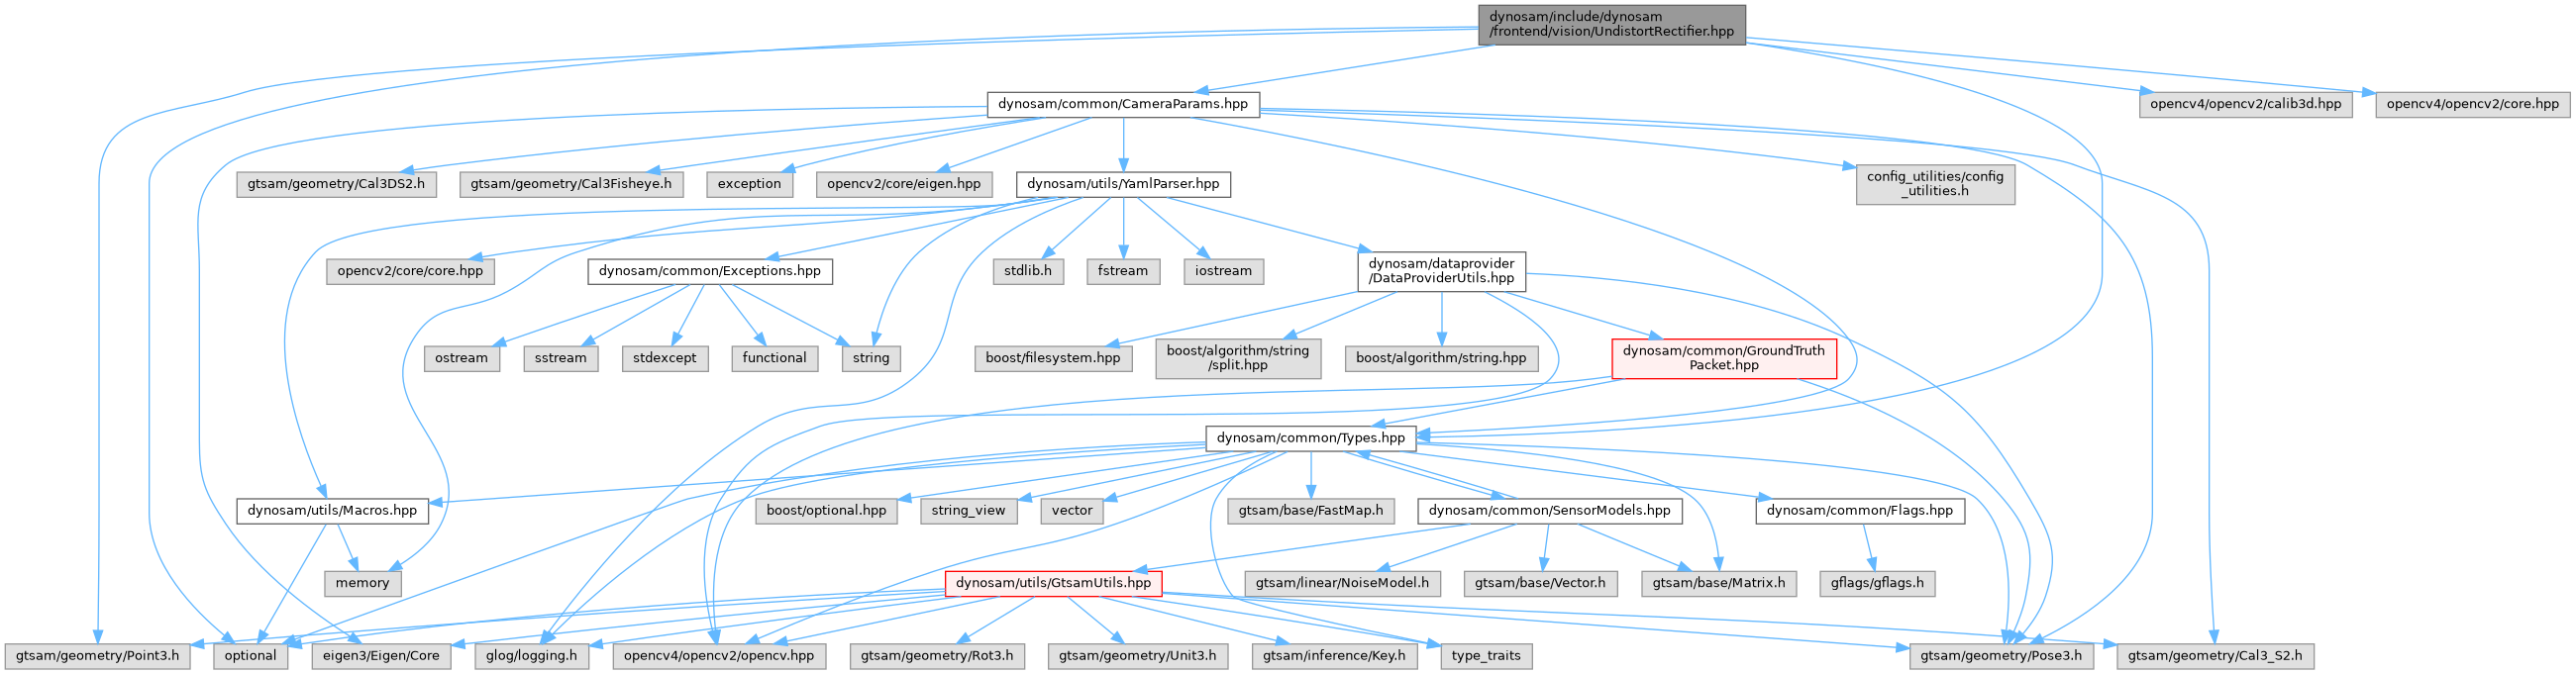 dynosam/include/dynosam
/frontend/vision/UndistortRectifier.hpp
dynosam/common/CameraParams.hpp
opencv4/opencv2/calib3d.hpp
opencv4/opencv2/core.hpp
gtsam/geometry/Cal3DS2.h
gtsam/geometry/Cal3Fisheye.h
exception
opencv2/core/eigen.hpp
dynosam/utils/YamlParser.hpp
config_utilities/config
_utilities.h
opencv2/core/core.hpp
dynosam/common/Exceptions.hpp
stdlib.h
fstream
iostream
dynosam/dataprovider
/DataProviderUtils.hpp
ostream
sstream
stdexcept
functional
string
boost/filesystem.hpp
boost/algorithm/string
/split.hpp
boost/algorithm/string.hpp
dynosam/common/GroundTruth
Packet.hpp
dynosam/common/Types.hpp
dynosam/utils/Macros.hpp
boost/optional.hpp
string_view
vector
gtsam/base/FastMap.h
dynosam/common/SensorModels.hpp
dynosam/common/Flags.hpp
memory
dynosam/utils/GtsamUtils.hpp
gtsam/linear/NoiseModel.h
gtsam/base/Vector.h
gtsam/base/Matrix.h
gflags/gflags.h
gtsam/geometry/Point3.h
optional
eigen3/Eigen/Core
glog/logging.h
opencv4/opencv2/opencv.hpp
gtsam/geometry/Rot3.h
gtsam/geometry/Unit3.h
gtsam/inference/Key.h
type_traits
gtsam/geometry/Pose3.h
gtsam/geometry/Cal3_S2.h